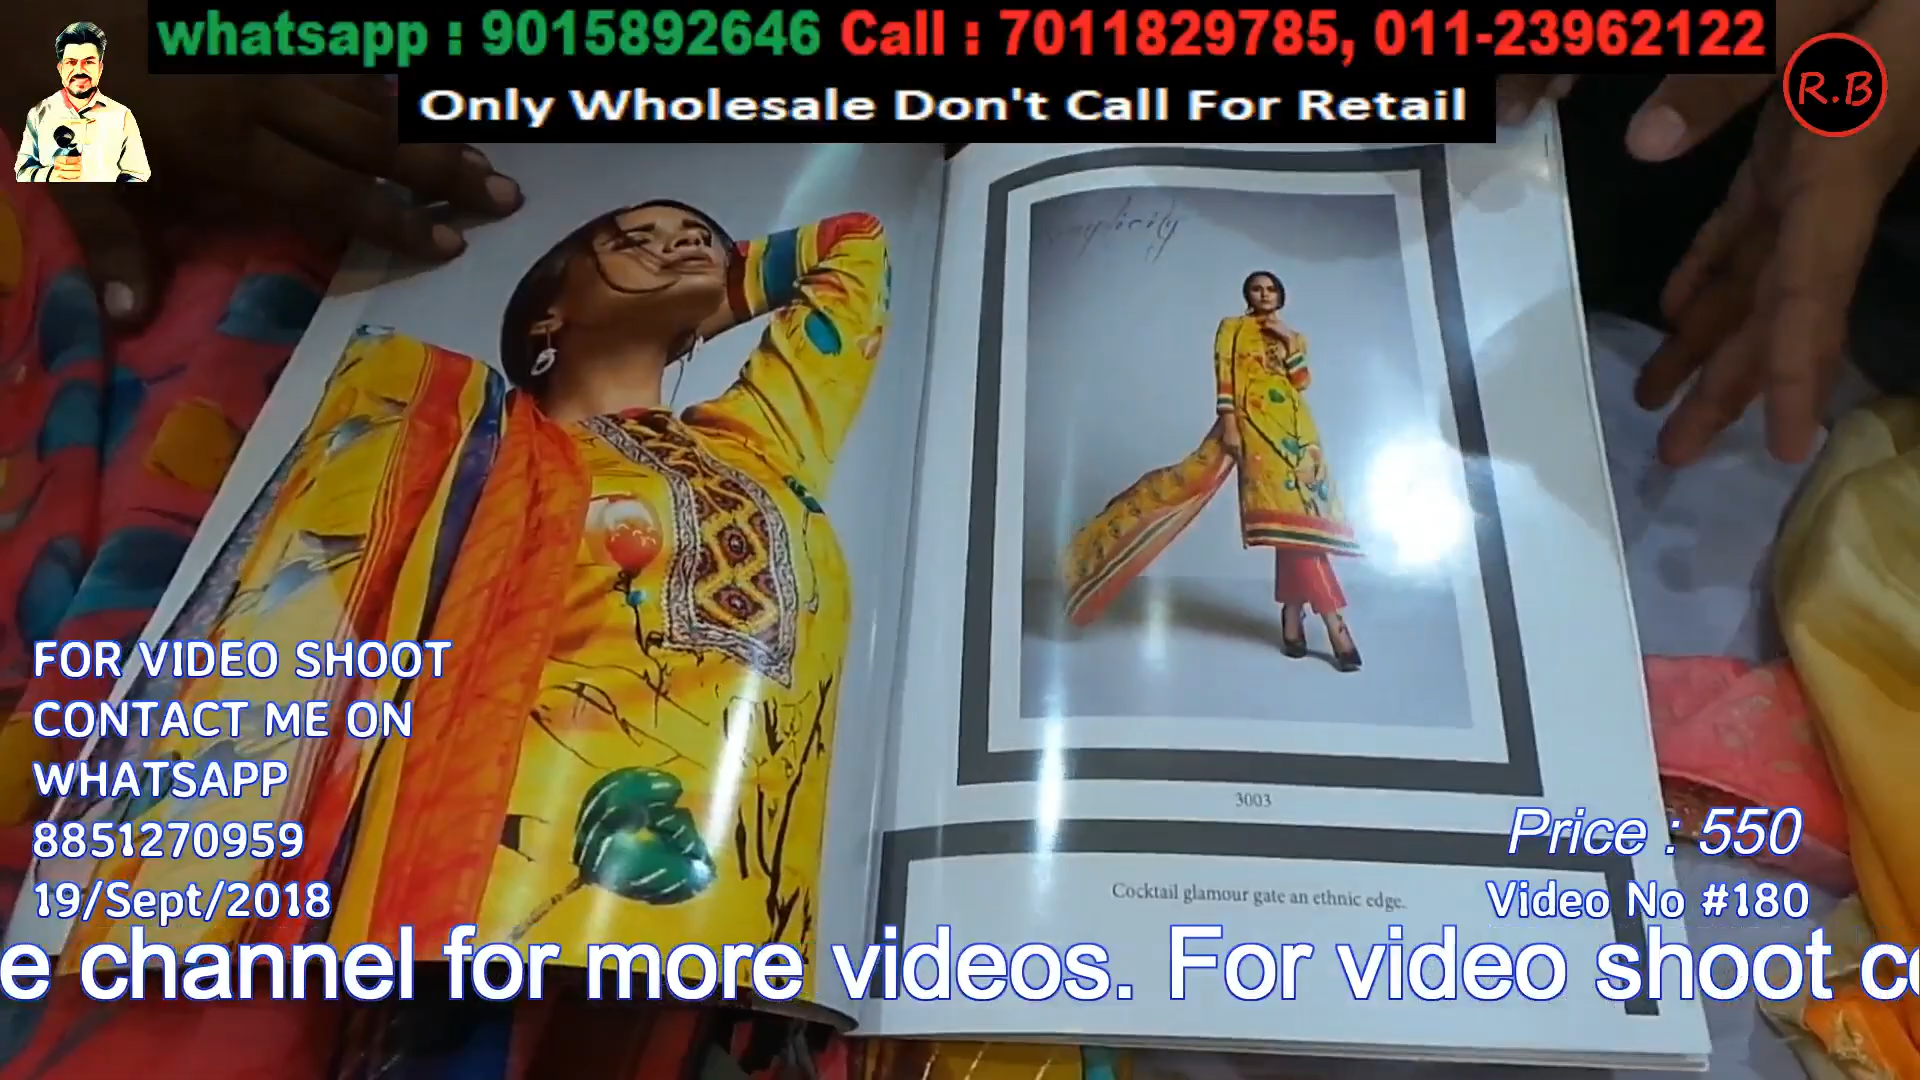 whatsapp : 9015892646 Call : 7011829785, 011-23962122
Only Wholesale Don't Call For Retail
R.B
3003
Cocktail glamour gate an ethnic edge.
FOR VIDEO SHOOT
CONTACT ME ON
WHATSAPP
8851270959
19/Sept/2018
Price : 550
Video No #180
channel for more videos. For video shoot